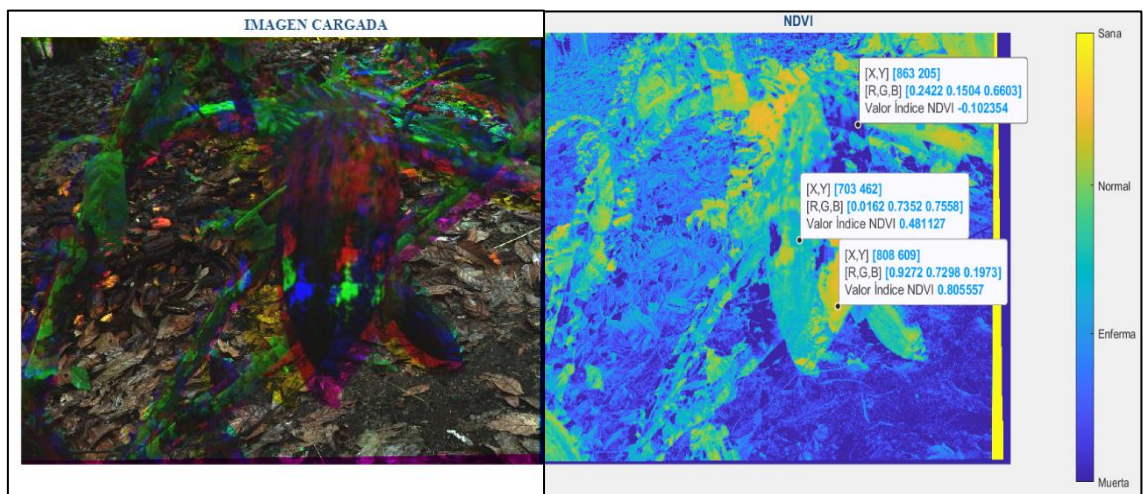 IMAGEN CARGADA
NDVI
[X,Y] [863 205]
[R,G,B] [0.2422 0.1504 0.6603]
Valor Índice NDVI -0.102354
[X,Y] [703 462]
[R,G,B] [0.0162 0.7352 0.7558]
Valor Índice NDVI 0.481127
[X,Y] [808 609]
[R,G,B] [0.9272 0.7298 0.1973]
Valor Índice NDVI 0.805557
Sana
Normal
Enferma
Muerta